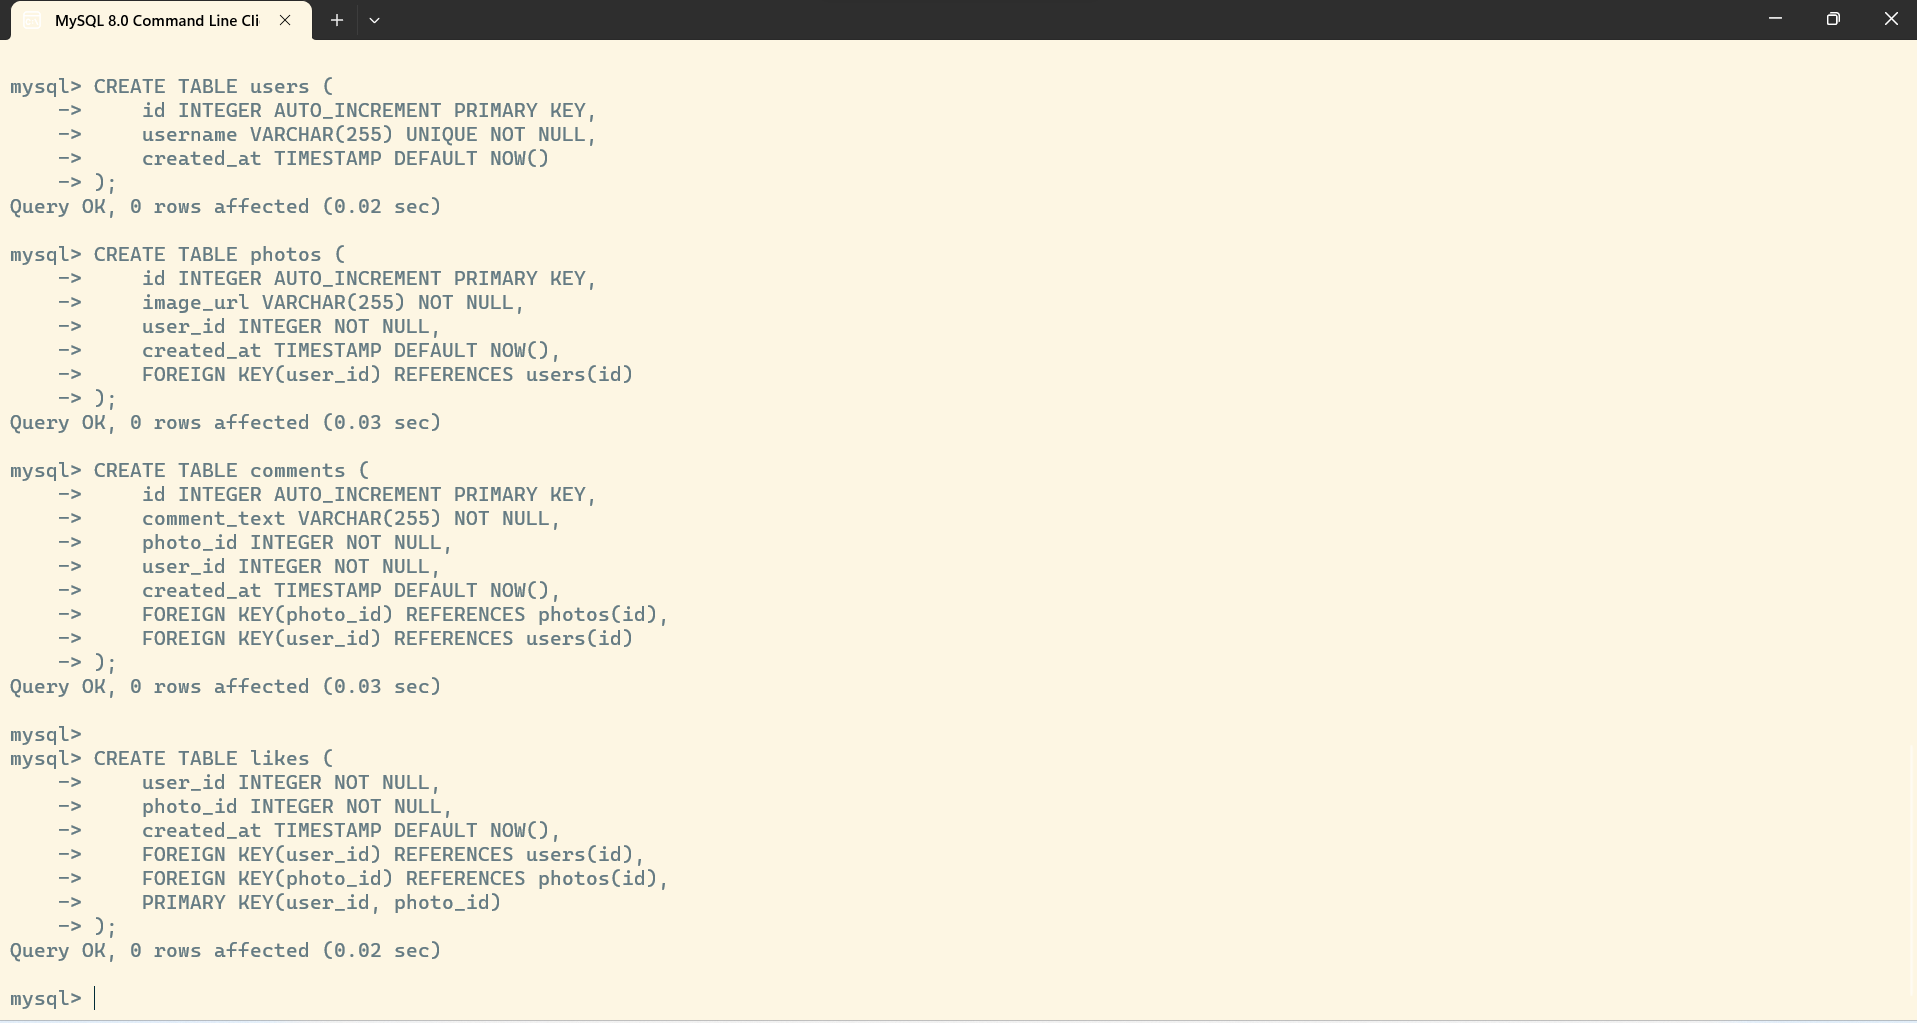 MySQL 8.0 Command Line Cli
mysql> CREATE TABLE users (
    ->     id INTEGER AUTO_INCREMENT PRIMARY KEY,
    ->     username VARCHAR(255) UNIQUE NOT NULL,
    ->     created_at TIMESTAMP DEFAULT NOW()
    -> );
Query OK, 0 rows affected (0.02 sec)

mysql> CREATE TABLE photos (
    ->     id INTEGER AUTO_INCREMENT PRIMARY KEY,
    ->     image_url VARCHAR(255) NOT NULL,
    ->     user_id INTEGER NOT NULL,
    ->     created_at TIMESTAMP DEFAULT NOW(),
    ->     FOREIGN KEY(user_id) REFERENCES users(id)
    -> );
Query OK, 0 rows affected (0.03 sec)

mysql> CREATE TABLE comments (
    ->     id INTEGER AUTO_INCREMENT PRIMARY KEY,
    ->     comment_text VARCHAR(255) NOT NULL,
    ->     photo_id INTEGER NOT NULL,
    ->     user_id INTEGER NOT NULL,
    ->     created_at TIMESTAMP DEFAULT NOW(),
    ->     FOREIGN KEY(photo_id) REFERENCES photos(id),
    ->     FOREIGN KEY(user_id) REFERENCES users(id)
    -> );
Query OK, 0 rows affected (0.03 sec)

mysql>
mysql> CREATE TABLE likes (
    ->     user_id INTEGER NOT NULL,
    ->     photo_id INTEGER NOT NULL,
    ->     created_at TIMESTAMP DEFAULT NOW(),
    ->     FOREIGN KEY(user_id) REFERENCES users(id),
    ->     FOREIGN KEY(photo_id) REFERENCES photos(id),
    ->     PRIMARY KEY(user_id, photo_id)
    -> );
Query OK, 0 rows affected (0.02 sec)

mysql>